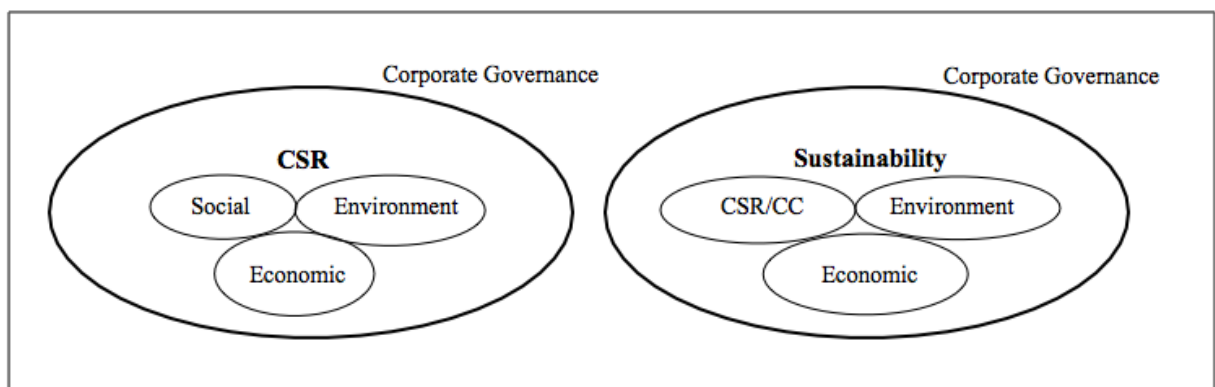 Corporate Governance
CSR
Social
Environment
Economic
Corporate Governance
Sustainability
CSR/CC
Environment
Economic